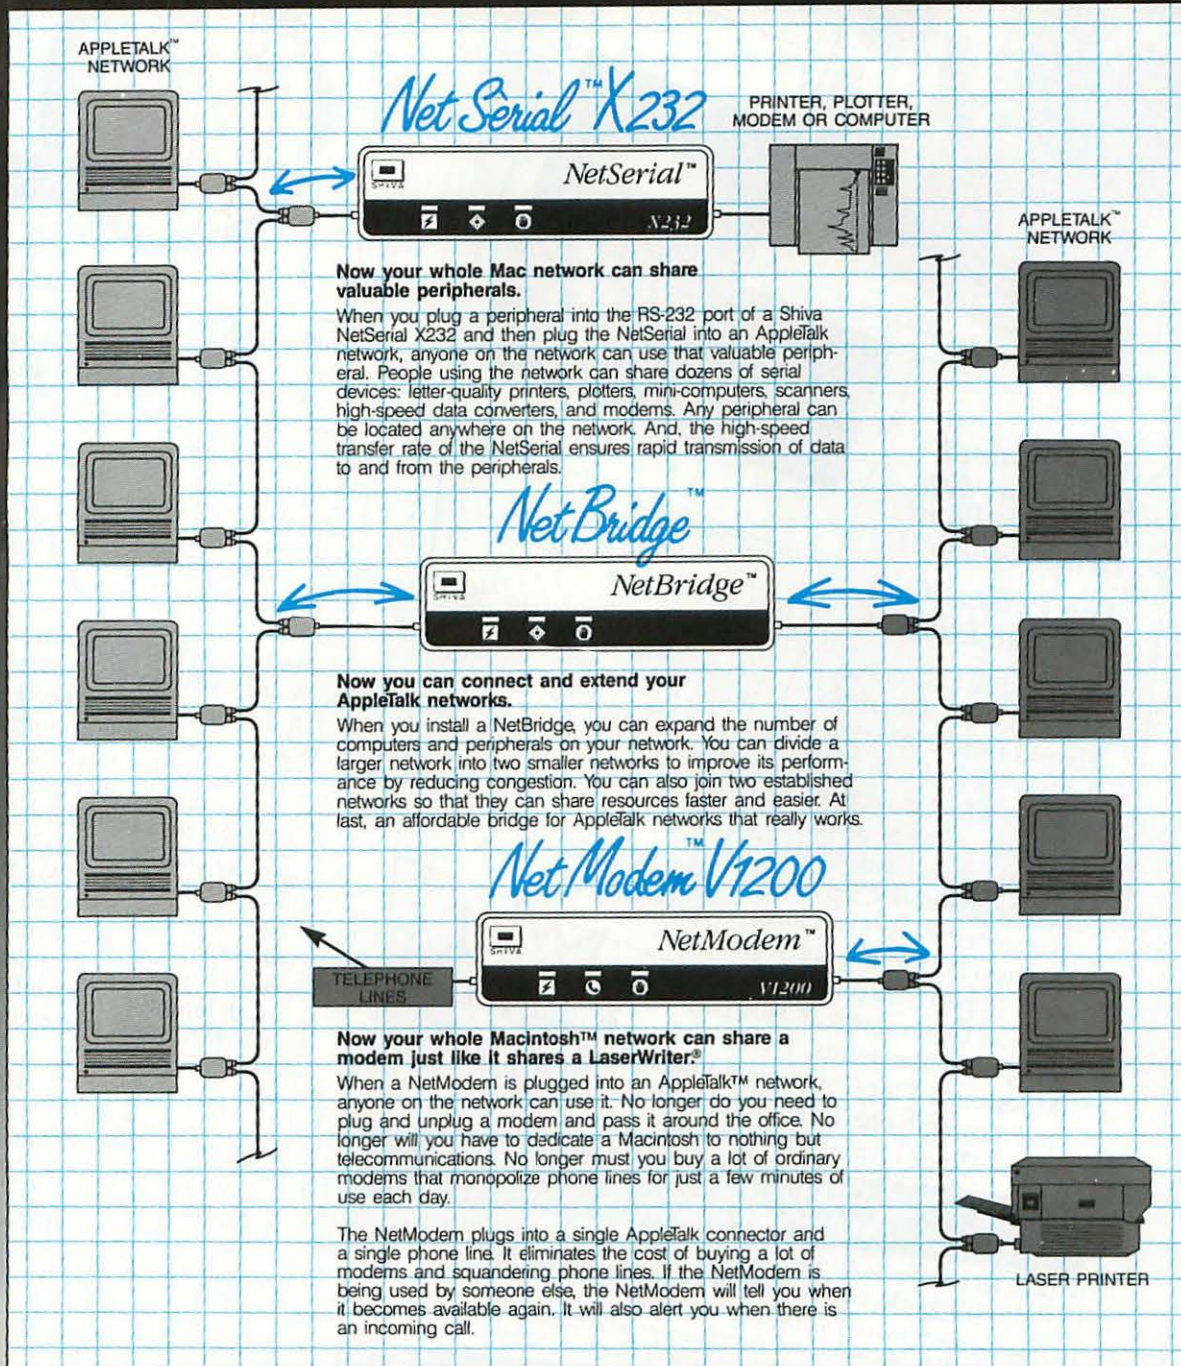 APPLETALK™
NETWORK
Net Serial™ X232
PRINTER, PLOTTER,
MODEM OR COMPUTER
SHIVA
NetSerial™
X232
APPLETALK™
NETWORK
Now your whole Mac network can share
valuable peripherals.
When you plug a peripheral into the RS-232 port of a Shiva
NetSerial X232 and then plug the NetSerial into an AppleTalk
network, anyone on the network can use that valuable periph-
eral. People using the network can share dozens of serial
devices: letter-quality printers, plotters, mini-computers, scanners,
high-speed data converters, and modems. Any peripheral can
be located anywhere on the network. And, the high-speed
transfer rate of the NetSerial ensures rapid transmission of data
to and from the peripherals.
Net Bridge™
SHIVA
NetBridge™
Now you can connect and extend your
AppleTalk networks.
When you install a NetBridge, you can expand the number of
computers and peripherals on your network. You can divide a
larger network into two smaller networks to improve its perform-
ance by reducing congestion. You can also join two established
networks so that they can share resources faster and easier. At
last, an affordable bridge for AppleTalk networks that really works.
Net Modem™ V1200
SHIVA
NetModem™
V1200
TELEPHONE
LINES
Now your whole Macintosh™ network can share a
modem just like it shares a LaserWriter.®
When a NetModem is plugged into an AppleTalk™ network,
anyone on the network can use it. No longer do you need to
plug and unplug a modem and pass it around the office. No
longer will you have to dedicate a Macintosh to nothing but
telecommunications. No longer must you buy a lot of ordinary
modems that monopolize phone lines for just a few minutes of
use each day.
The NetModem plugs into a single AppleTalk connector and
a single phone line. It eliminates the cost of buying a lot of
modems and squandering phone lines. If the NetModem is
being used by someone else, the NetModem will tell you when
it becomes available again. It will also alert you when there is
an incoming call.
LASER PRINTER